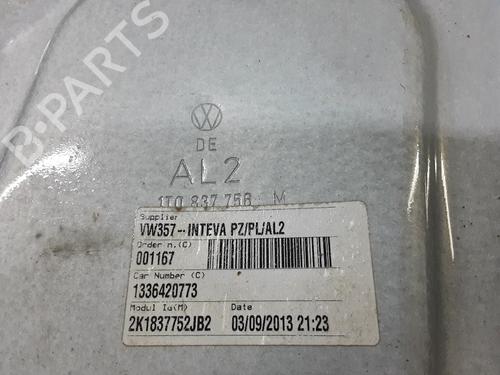 B-PARTS
DE
AL2
1T0 837 756 M
Supplier
VW357--INTEVA PZ/PL/AL2
Order n.(C)
001167
Car Number (C)
1336420773
Modul Id(M) Date
2K1837752JB2 03/09/2013 21:23